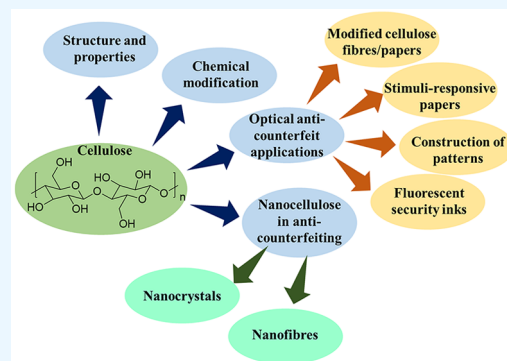 Structure and
properties
Chemical
modification
Modified cellulose
fibres/papers
Stimuli-responsive
papers
Construction of
patterns
Fluorescent
security inks
Optical anti-
counterfeit
applications
Cellulose
OH
HO
OH
O
O
HO
OH
O
O
OH
n
Nanocellulose
in anti-
counterfeiting
Nanocrystals
Nanofibres